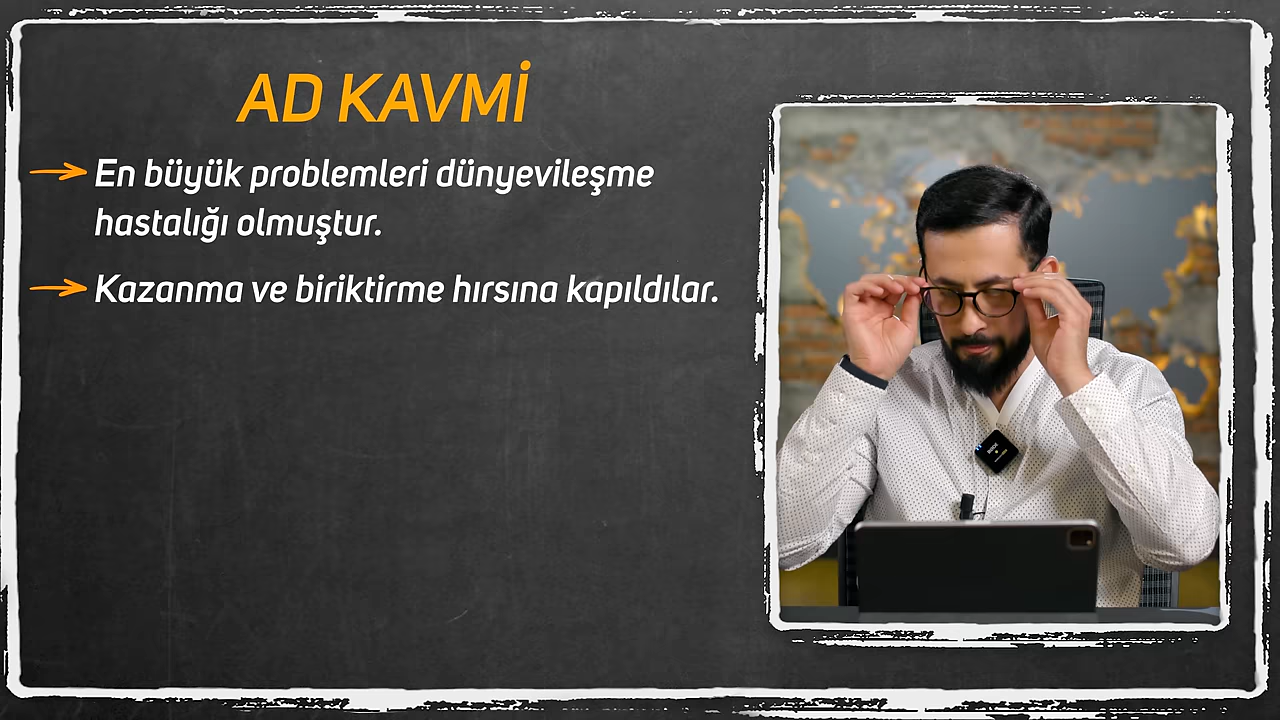 AD KAVMİ
En büyük problemleri dünyevileşme
hastalığı olmuştur.
Kazanma ve biriktirme hırsına kapıldılar.